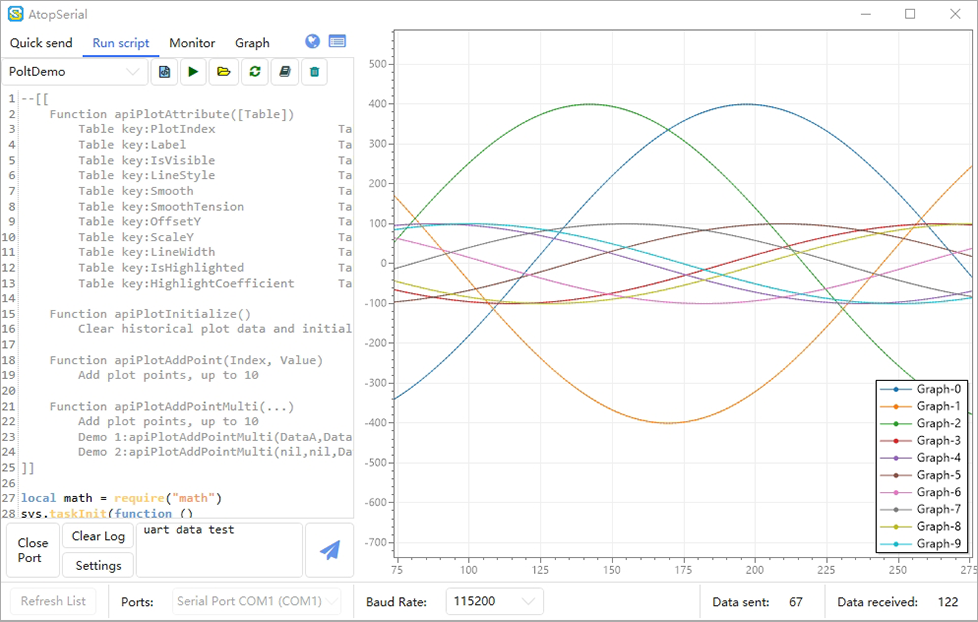 AtopSerial
Quick send Run script Monitor Graph
PoltDemo
1 --[[
2 Function apiPlotAttribute([Table])
3 Table key:PlotIndex Ta
4 Table key:Label Ta
5 Table key:IsVisible Ta
6 Table key:LineStyle Ta
7 Table key:Smooth Ta
8 Table key:SmoothTension Ta
9 Table key:OffsetY Ta
10 Table key:ScaleY Ta
11 Table key:LineWidth Ta
12 Table key:IsHighlighted Ta
13 Table key:HighlightCoefficient Ta
14
15 Function apiPlotInitialize()
16 Clear historical plot data and initial
17
18 Function apiPlotAddPoint(Index, Value)
19 Add plot points, up to 10
20
21 Function apiPlotAddPointMulti(...)
22 Add plot points, up to 10
23 Demo 1:apiPlotAddPointMulti(DataA,Data
24 Demo 2:apiPlotAddPointMulti(nil,nil,Da
25 ]]
26
27 local math = require("math")
28 sys.taskInit(function ()
500
400
300
200
100
0
-100
-200
-300
-400
-500
-600
-700
75 100 125 150 175 200 225 250 275
Graph-0
Graph-1
Graph-2
Graph-3
Graph-4
Graph-5
Graph-6
Graph-7
Graph-8
Graph-9
Close Port
Clear Log
Settings
uart data test
Refresh List Ports: Serial Port COM1 (COM1) Baud Rate: 115200 Data sent: 67 Data received: 122